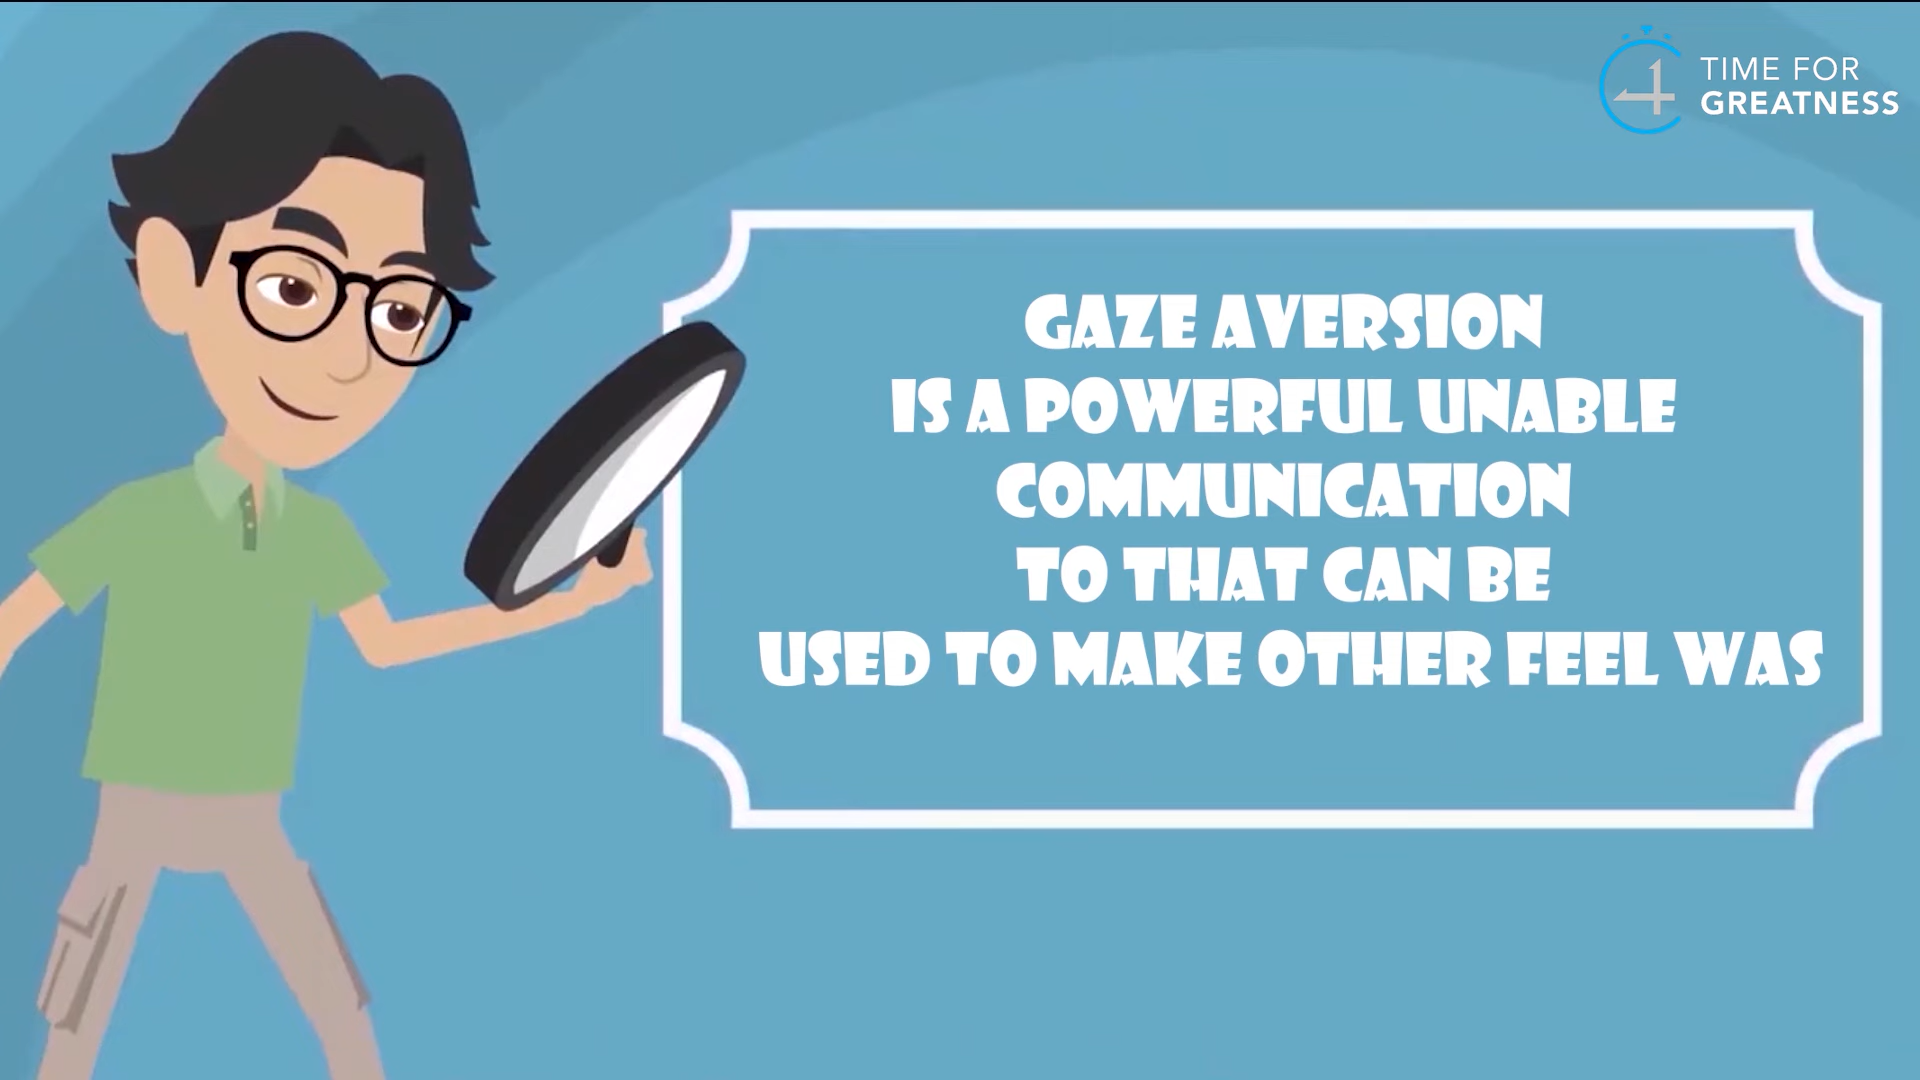 TIME FOR
GREATNESS
GAZE AVERSION
IS A POWERFUL UNABLE
COMMUNICATION
TO THAT CAN BE
USED TO MAKE OTHER FEEL WAS